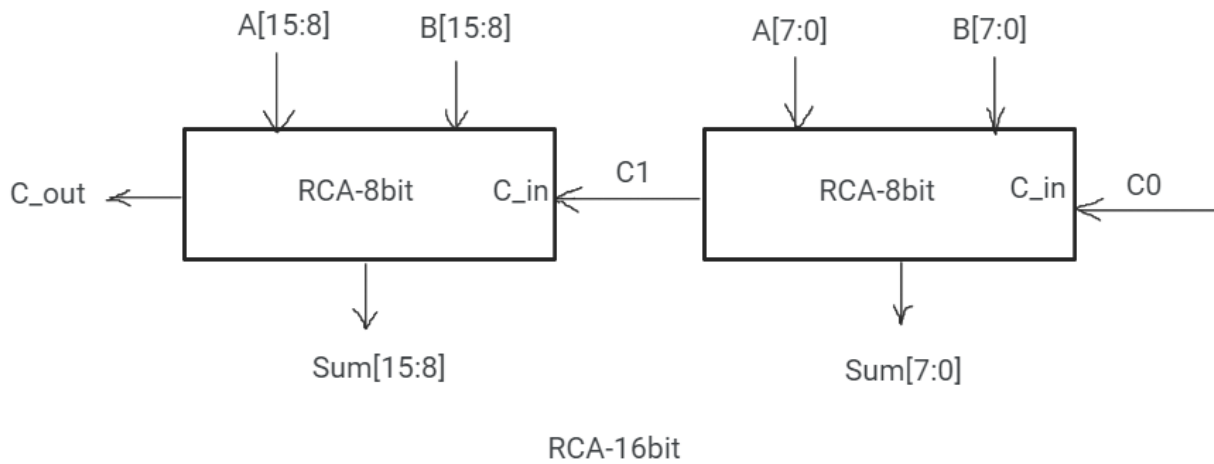 A[15:8] B[15:8] A[7:0] B[7:0]
C_out RCA-8bit C_in C1 RCA-8bit C_in C0
Sum[15:8] Sum[7:0]
RCA-16bit